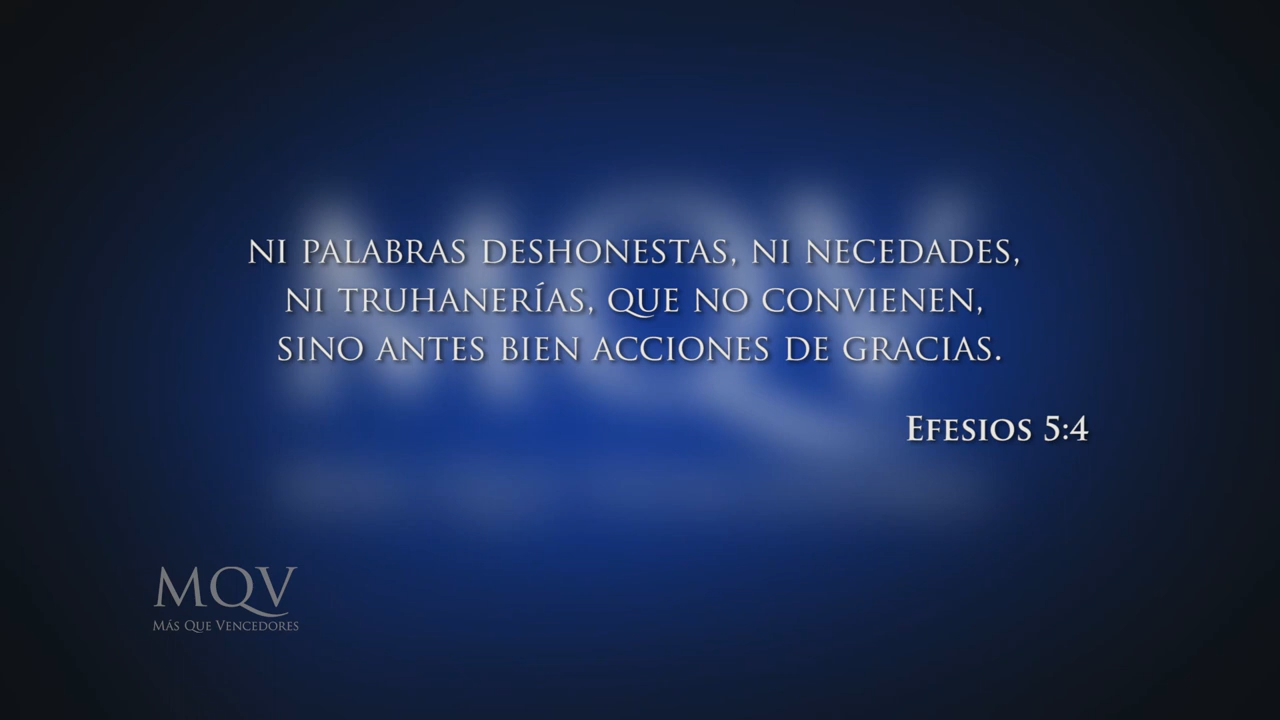 NI PALABRAS DESHONESTAS, NI NECEDADES,
NI TRUHANERÍAS, QUE NO CONVIENEN,
SINO ANTES BIEN ACCIONES DE GRACIAS.
EFESIOS 5:4
MQV
MÁS QUE VENCEDORES